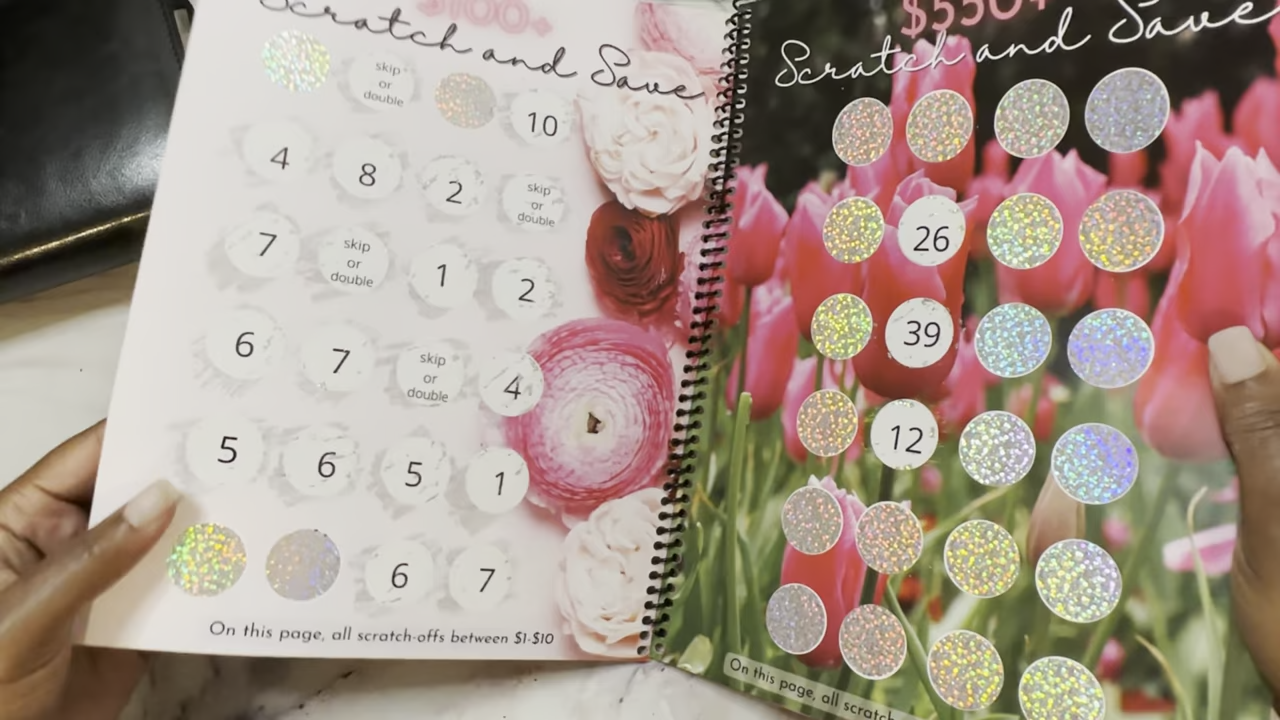 $100+
Scratch and Save
skip
or
double
10
4
8
2
skip
or
double
7
skip
or
double
1
2
6
7
skip
or
double
4
5
6
5
1
6
7
On this page, all scratch-offs between $1-$10
$550+
Scratch and Save
26
39
12
On this page, all scratch